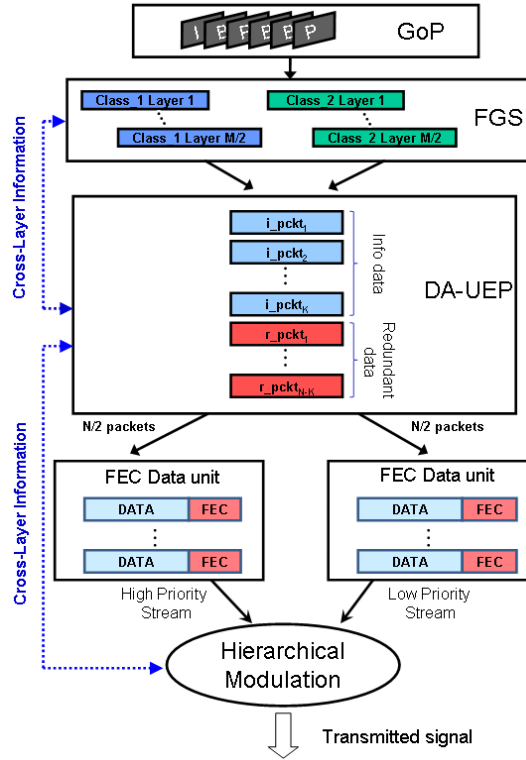 I B P B B P
GoP
Class_1 Layer 1
Class_2 Layer 1
FGS
Class_1 Layer M/2
Class_2 Layer M/2
Cross-Layer Information
i_pckt1
i_pckt2
i_pcktK
Info data
DA-UEP
r_pckt1
r_pcktN-K
Redundant
data
Cross-Layer Information
N/2 packets
N/2 packets
FEC Data unit
DATA FEC
DATA FEC
FEC Data unit
DATA FEC
DATA FEC
High Priority
Stream
Low Priority
Stream
Hierarchical
Modulation
Transmitted signal